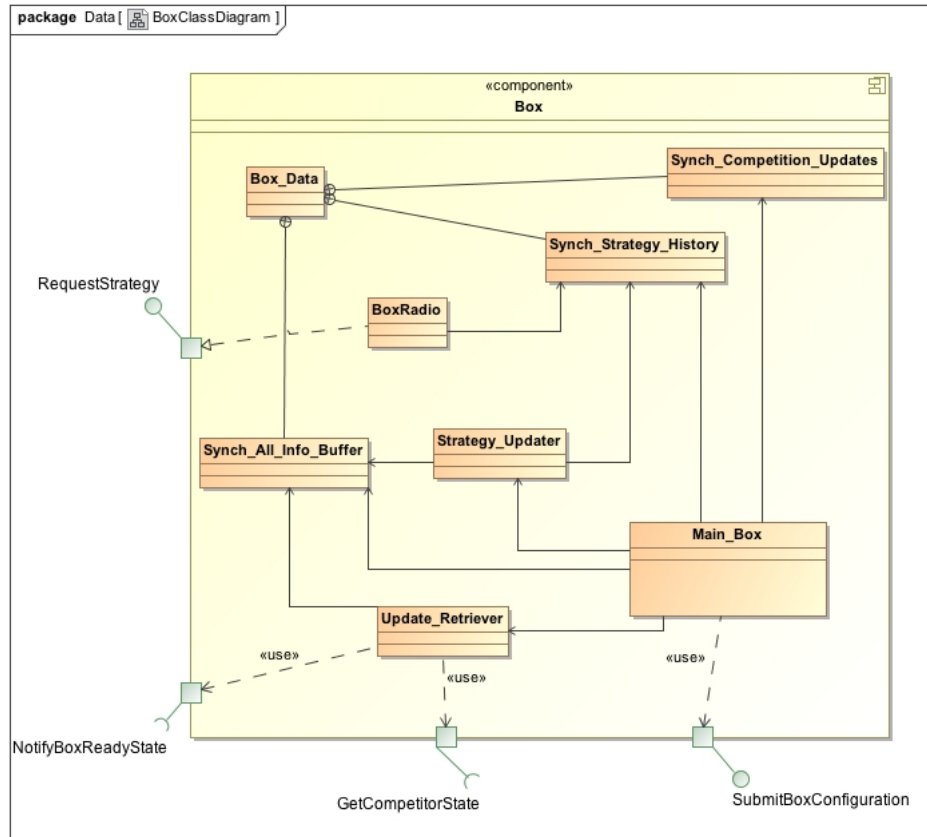 package Data [ BoxClassDiagram ]
«component»
Box
Synch_Competition_Updates
Box_Data
Synch_Strategy_History
RequestStrategy
BoxRadio
Strategy_Updater
Synch_All_Info_Buffer
Main_Box
Update_Retriever
«use»
«use»
«use»
NotifyBoxReadyState
GetCompetitorState
SubmitBoxConfiguration